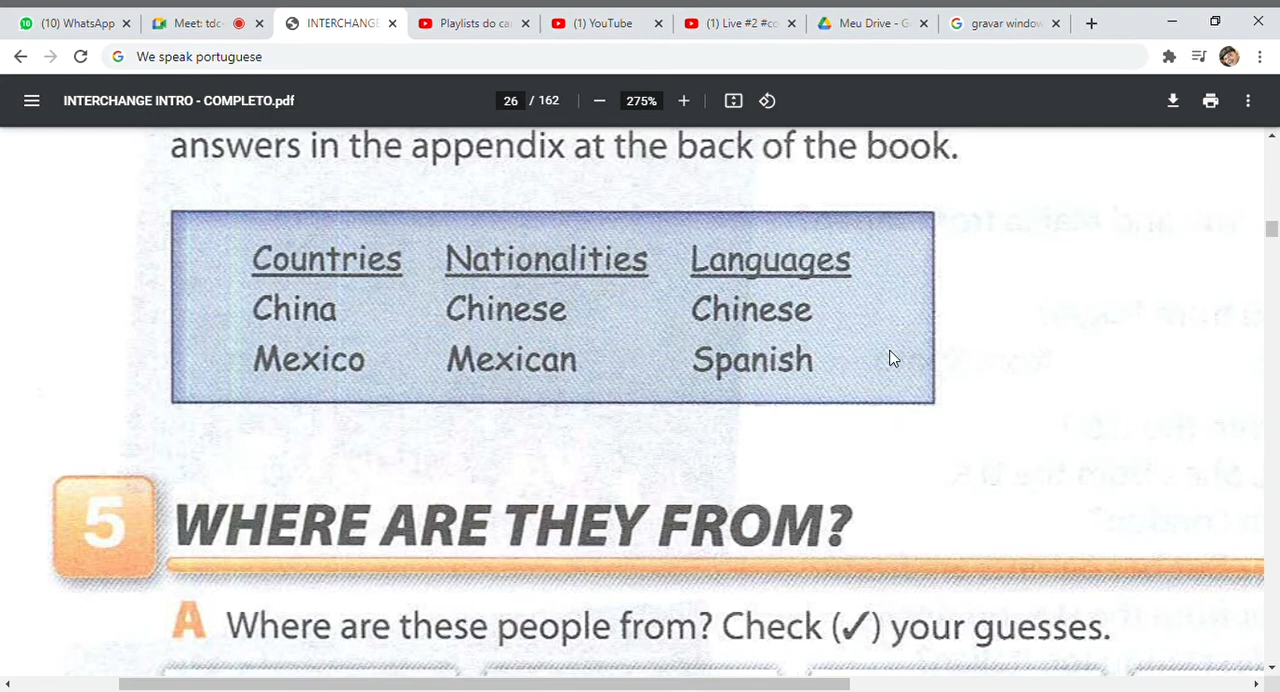 (10) WhatsApp
Meet: tdc-
INTERCHANGE
Playlists do ca
(1) YouTube
(1) Live #2 #co
Meu Drive - G
gravar window
We speak portuguese
INTERCHANGE INTRO - COMPLETO.pdf
26 / 162
275%
answers in the appendix at the back of the book.
Countries Nationalities Languages
China Chinese Chinese
Mexico Mexican Spanish
5 WHERE ARE THEY FROM?
A Where are these people from? Check (✓) your guesses.